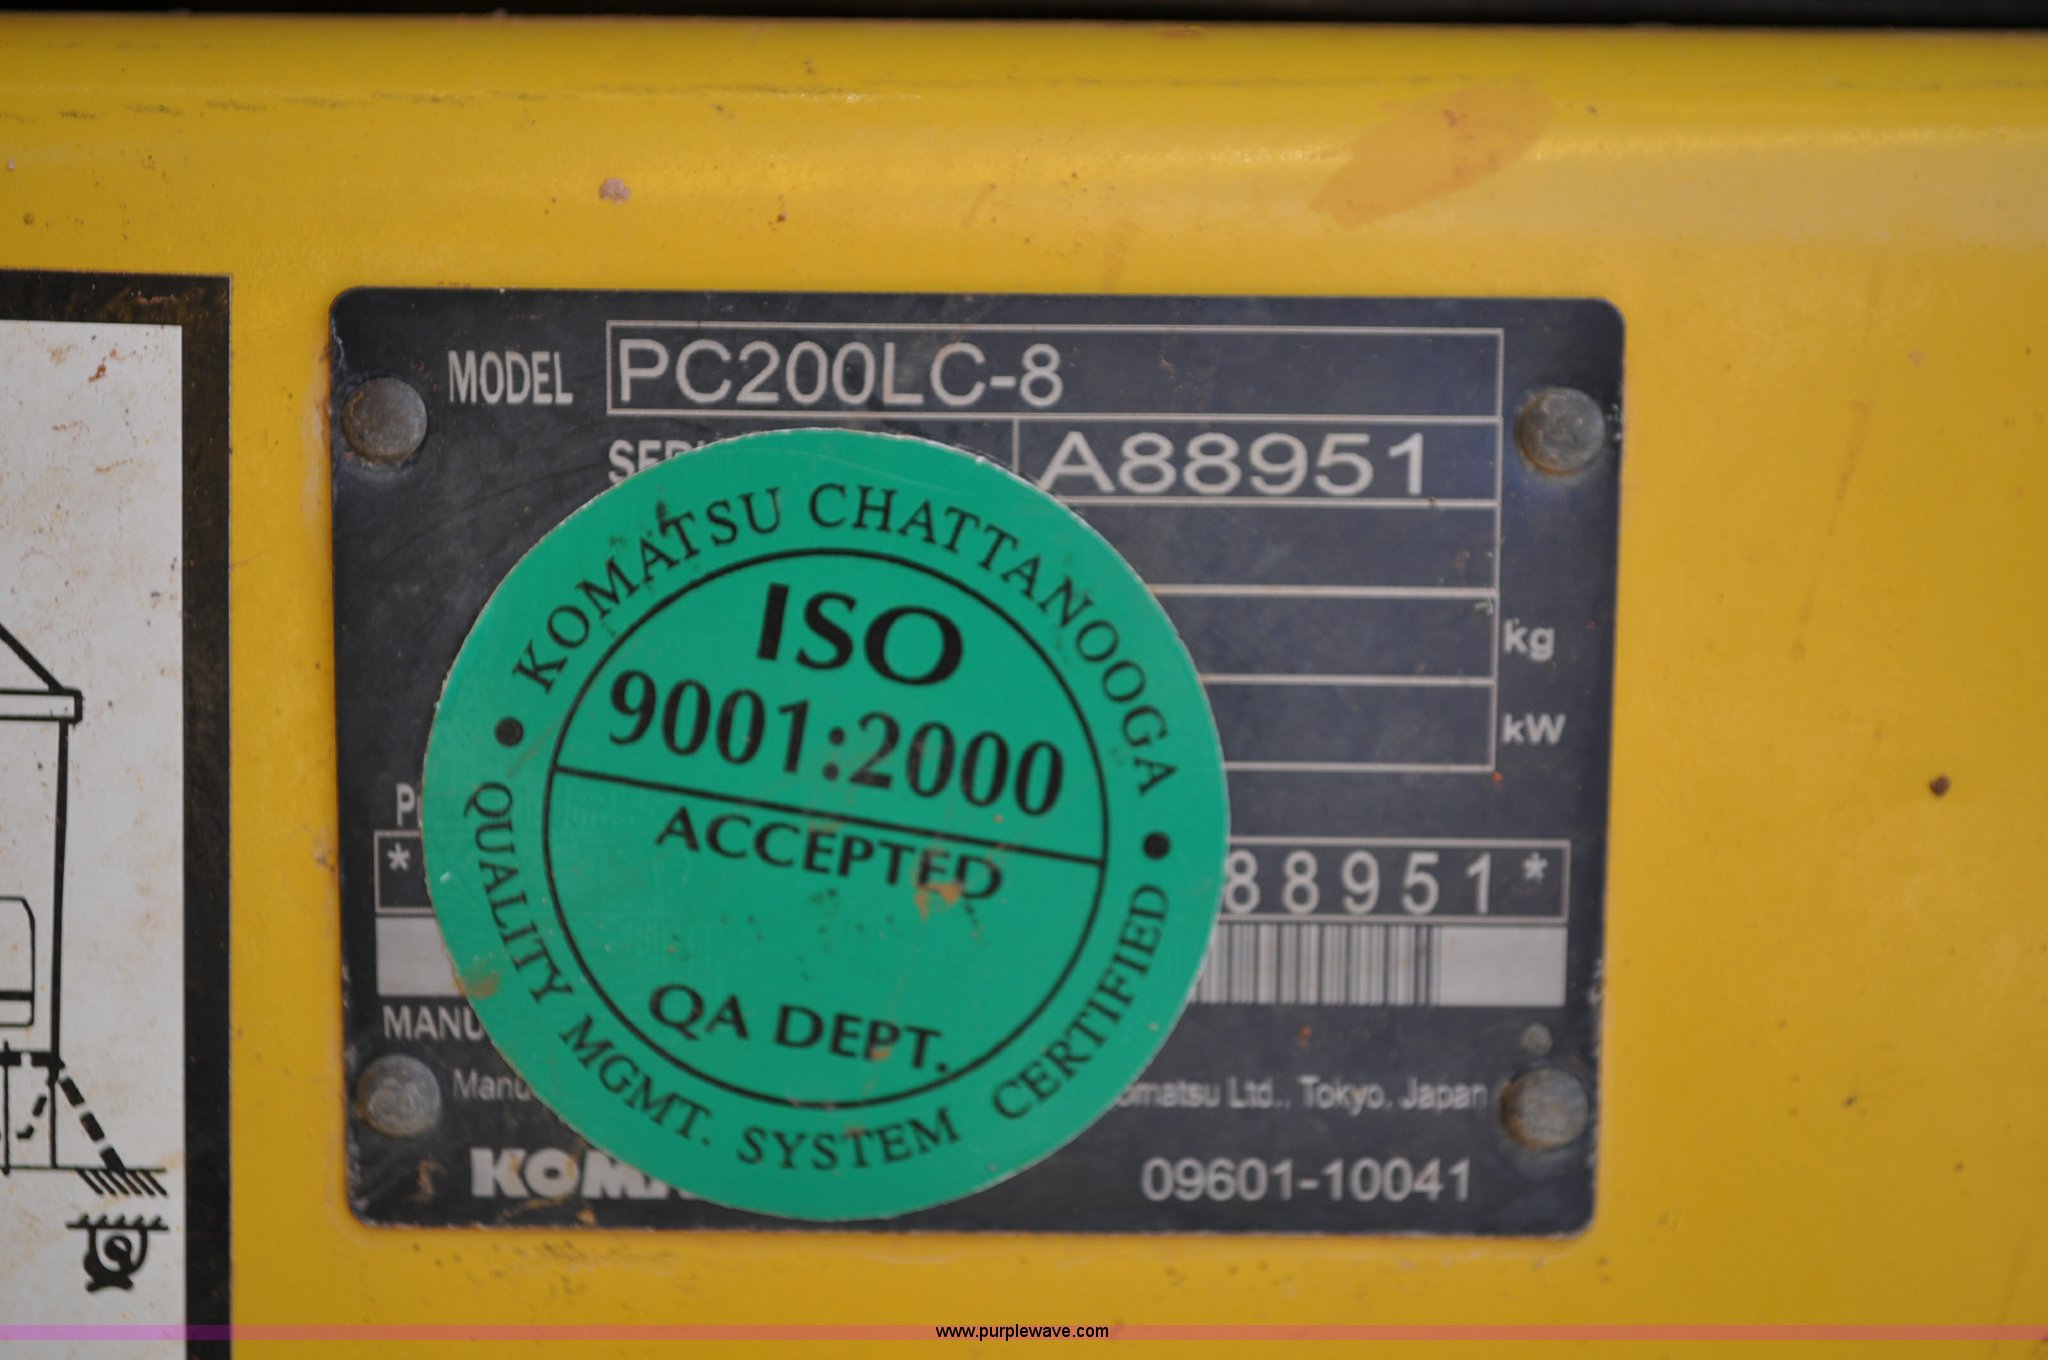 MODEL PC200LC-8
A88951
kg
kW
* 88951*
omatsu Ltd., Tokyo, Japan
09601-10041
KOMATSU CHATTANOOGA
ISO
9001:2000
ACCEPTED
QA DEPT.
QUALITY MGMT. SYSTEM CERTIFIED
www.purplewave.com